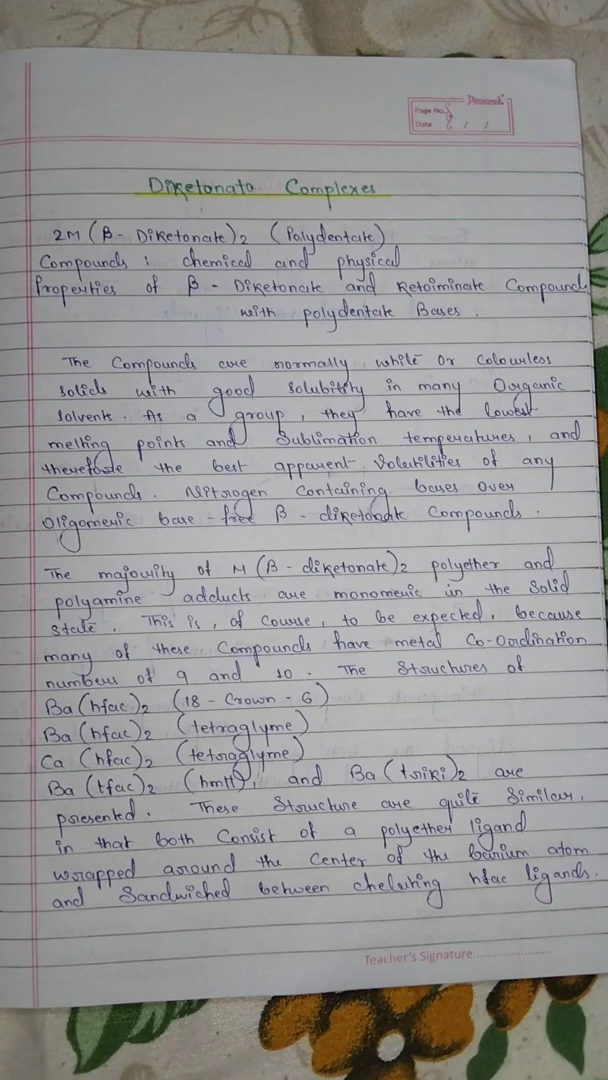 Personal
Page No.
Date / /
Diketonato Complexes
2M (β - Diketonate)2 (Polydentate)
Compounds : chemical and physical
Properties of β - Diketonate and Ketoiminate Compound
with polydentate Bases .
The Compounds are normally white or Colourless
solids with good solubility in many Organic
solvents . As a group , they have the lowest
melting points and Sublimation temperatures , and
therefore the best apparent Volatilities of any
Compounds . Nitrogen Containing bases over
Oligomeric base - free β - diketonate Compounds .
The majority of M (β - diketonate)2 polyether and
polyamine adducts are monomeric in the Solid
State . This is , of Course , to be expected , because
many of these Compounds have metal Co-Ordination
numbers of 9 and 10 . The Structures of
Ba (hfac)2 (18 - Crown - 6)
Ba (hfac)2 (tetraglyme)
Ca (hfac)2 (tetraglyme)
Ba (tfac)2 (hmtt), and Ba (triki)2 are
presented . These Structure are quite Similar,
in that both Consist of a polyether ligand
wrapped around the Center of the barium atom
and Sandwiched between chelating hfac ligands .
Teacher's Signature........................